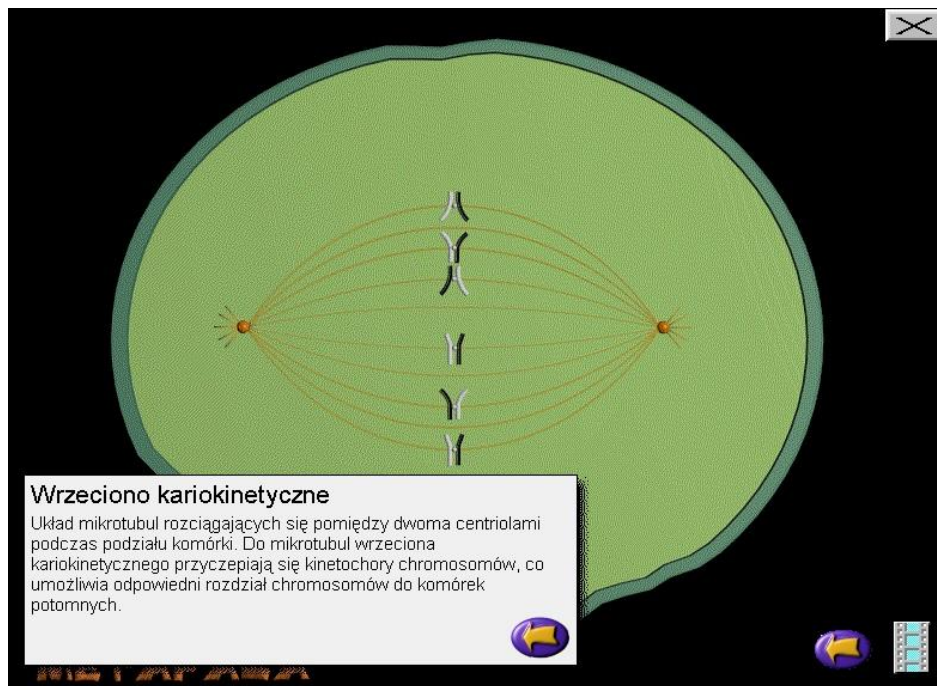 Wrzeciono kariokinetyczne
Układ mikrotubul rozciągających się pomiędzy dwoma centriolami
podczas podziału komórki. Do mikrotubul wrzeciona
kariokinetycznego przyczepiają się kinetochory chromosomów, co
umożliwia odpowiedni rozdział chromosomów do komórek
potomnych.
METAFAZA